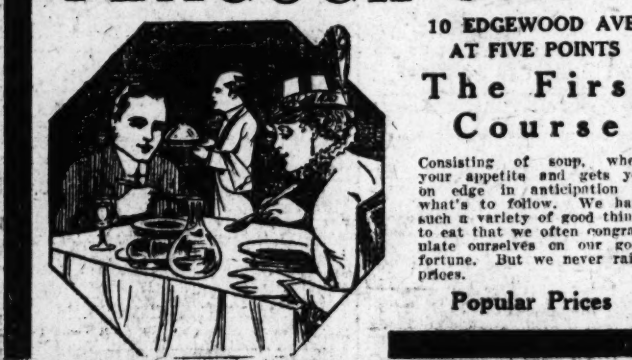 10 EDGEWOOD AVE
AT FIVE POINTS
The Firs
Course
Consisting of soup, whe
your appetite and gets y
on edge in anticipation
what's to follow. We ha
such a variety of good thin
to eat that we often congra
ulate ourselves on our go
fortune. But we never rai
prices.
Popular Prices